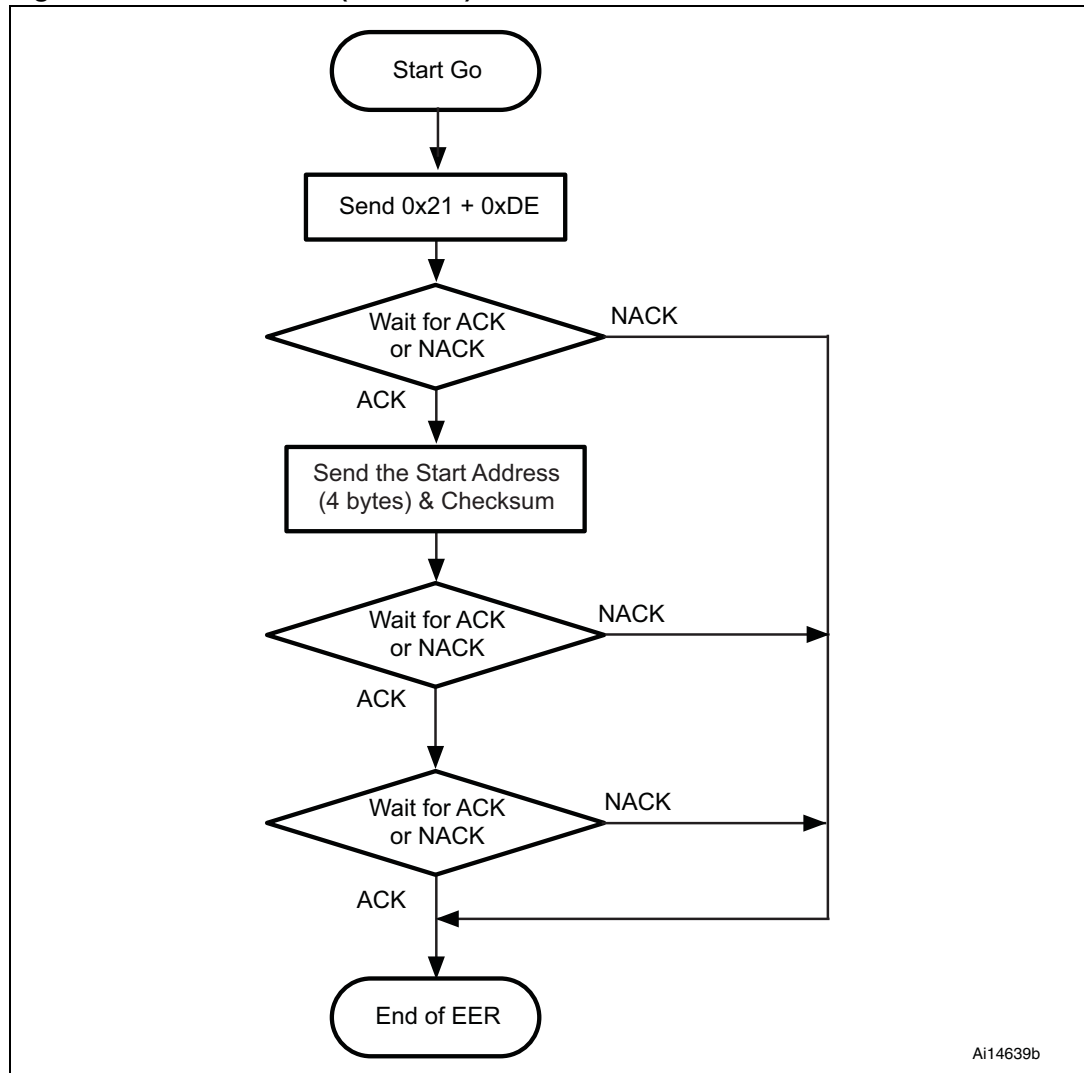 Start Go
Send 0x21 + 0xDE
Wait for ACK
or NACK
NACK
ACK
Send the Start Address
(4 bytes) & Checksum
Wait for ACK
or NACK
NACK
ACK
Wait for ACK
or NACK
NACK
ACK
End of EER
Ai14639b